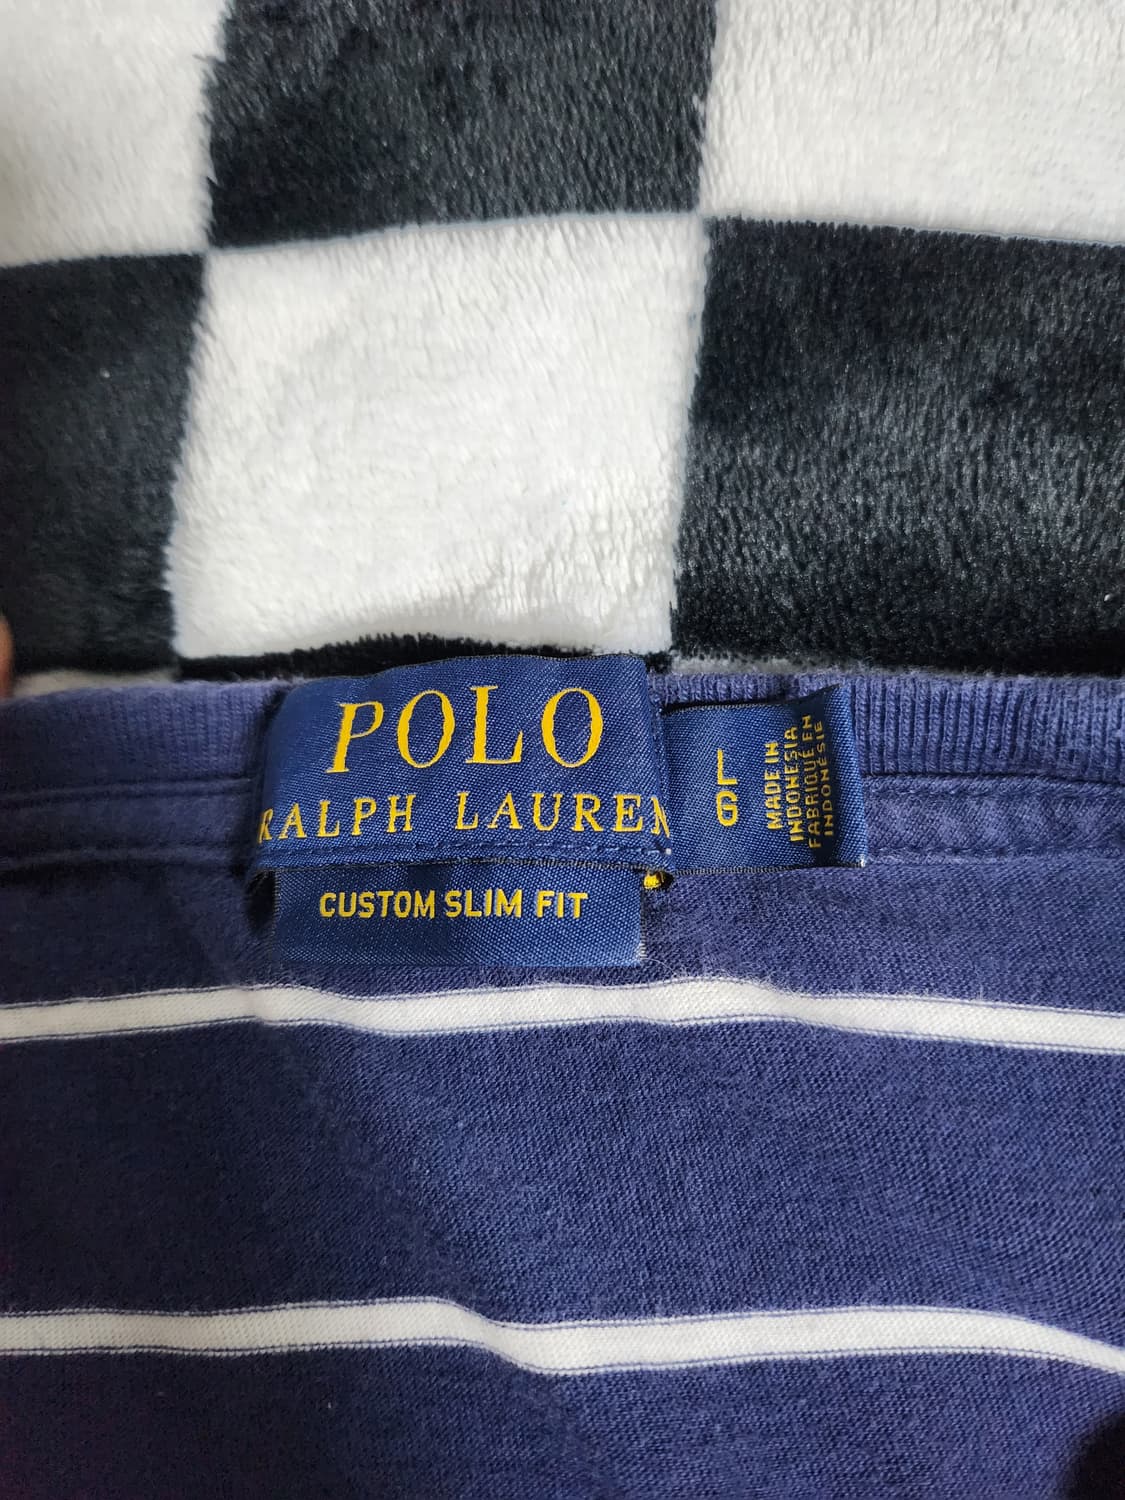 POLO
RALPH LAUREN
CUSTOM SLIM FIT
L
G
MADE IN
INDONESIA
FABRIQUÉ EN
INDONÉSIE